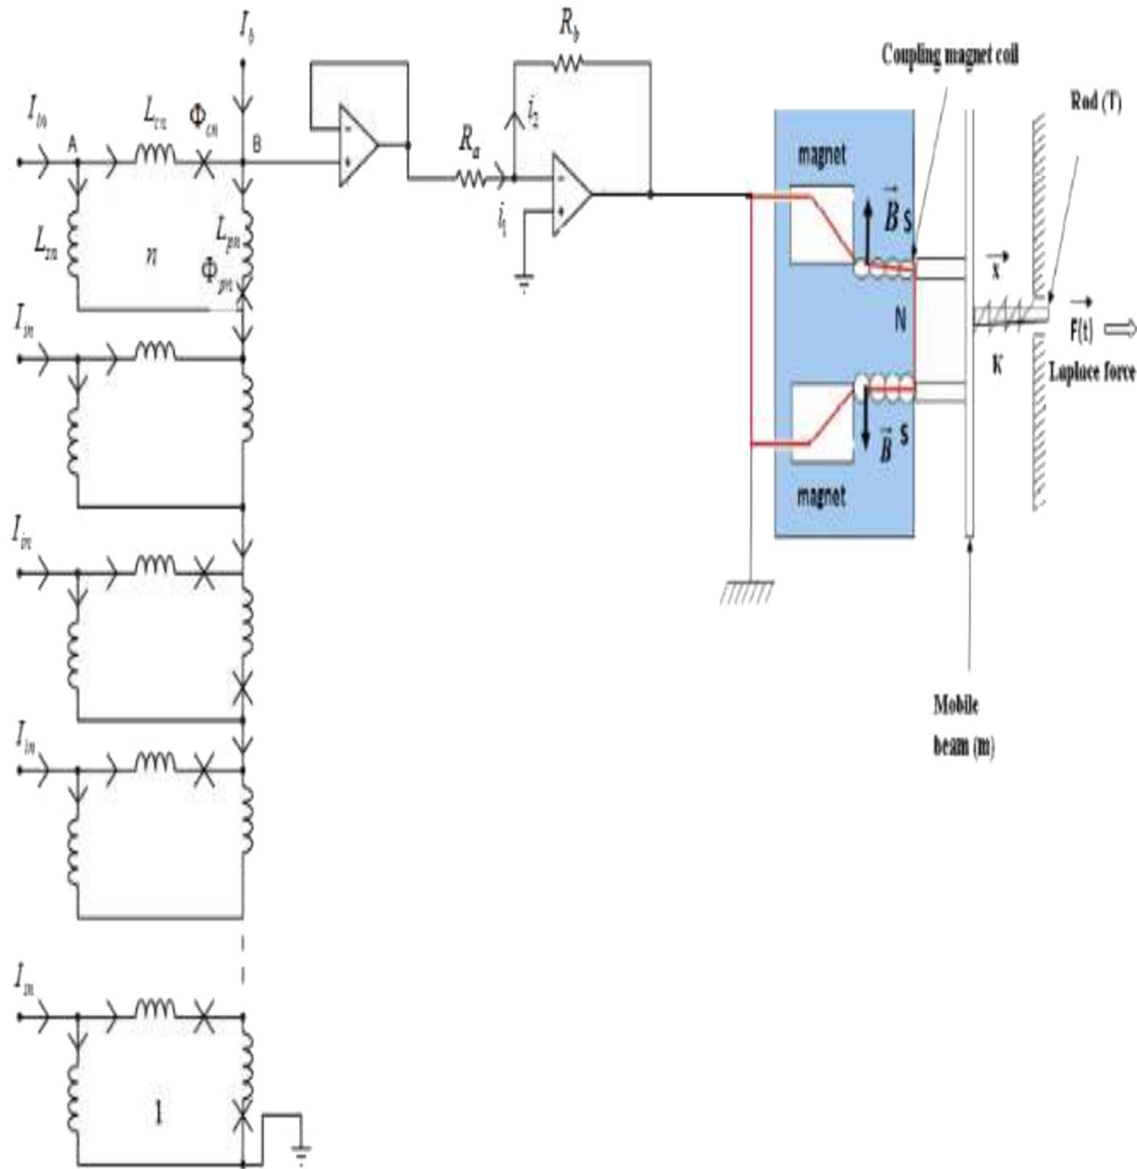 I_b
R_b
Coupling magnet coil
Rod (T)
I_in
L_cn
Φ_cn
A
B
i_2
R_a
i_1
magnet
B S
L_sn
n
L_pn
Φ_pn
x
N
F(t)
K
Laplace force
B S
magnet
I_in
I_in
I_in
Mobile
beam (m)
I_in
1